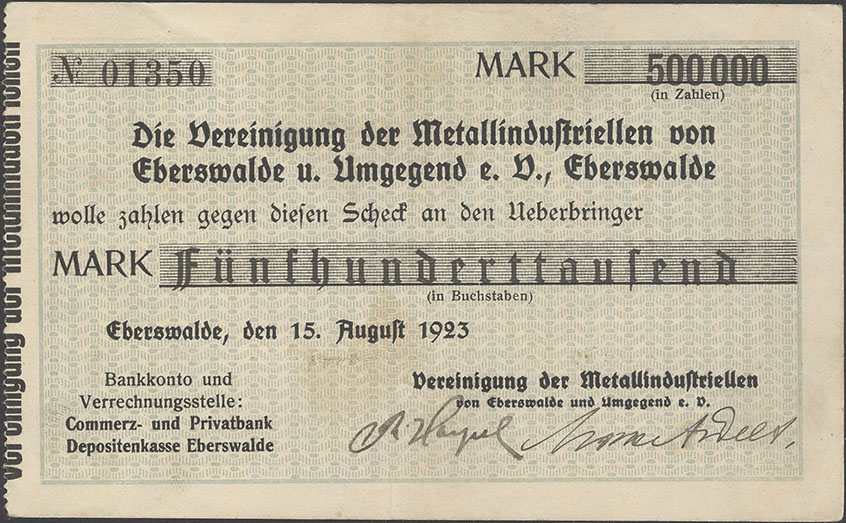 № 01350
MARK 500 000
(in Zahlen)
Die Vereinigung der Metallindustriellen von
Eberswalde u. Umgegend e. V., Eberswalde
wolle zahlen gegen diesen Scheck an den Ueberbringer
MARK Fünfhunderttausend
(in Buchstaben)
Eberswalde, den 15. August 1923
Bankkonto und
Verrechnungsstelle:
Commerz- und Privatbank
Depositenkasse Eberswalde
Vereinigung der Metallindustriellen
von Eberswalde und Umgegend e. V.